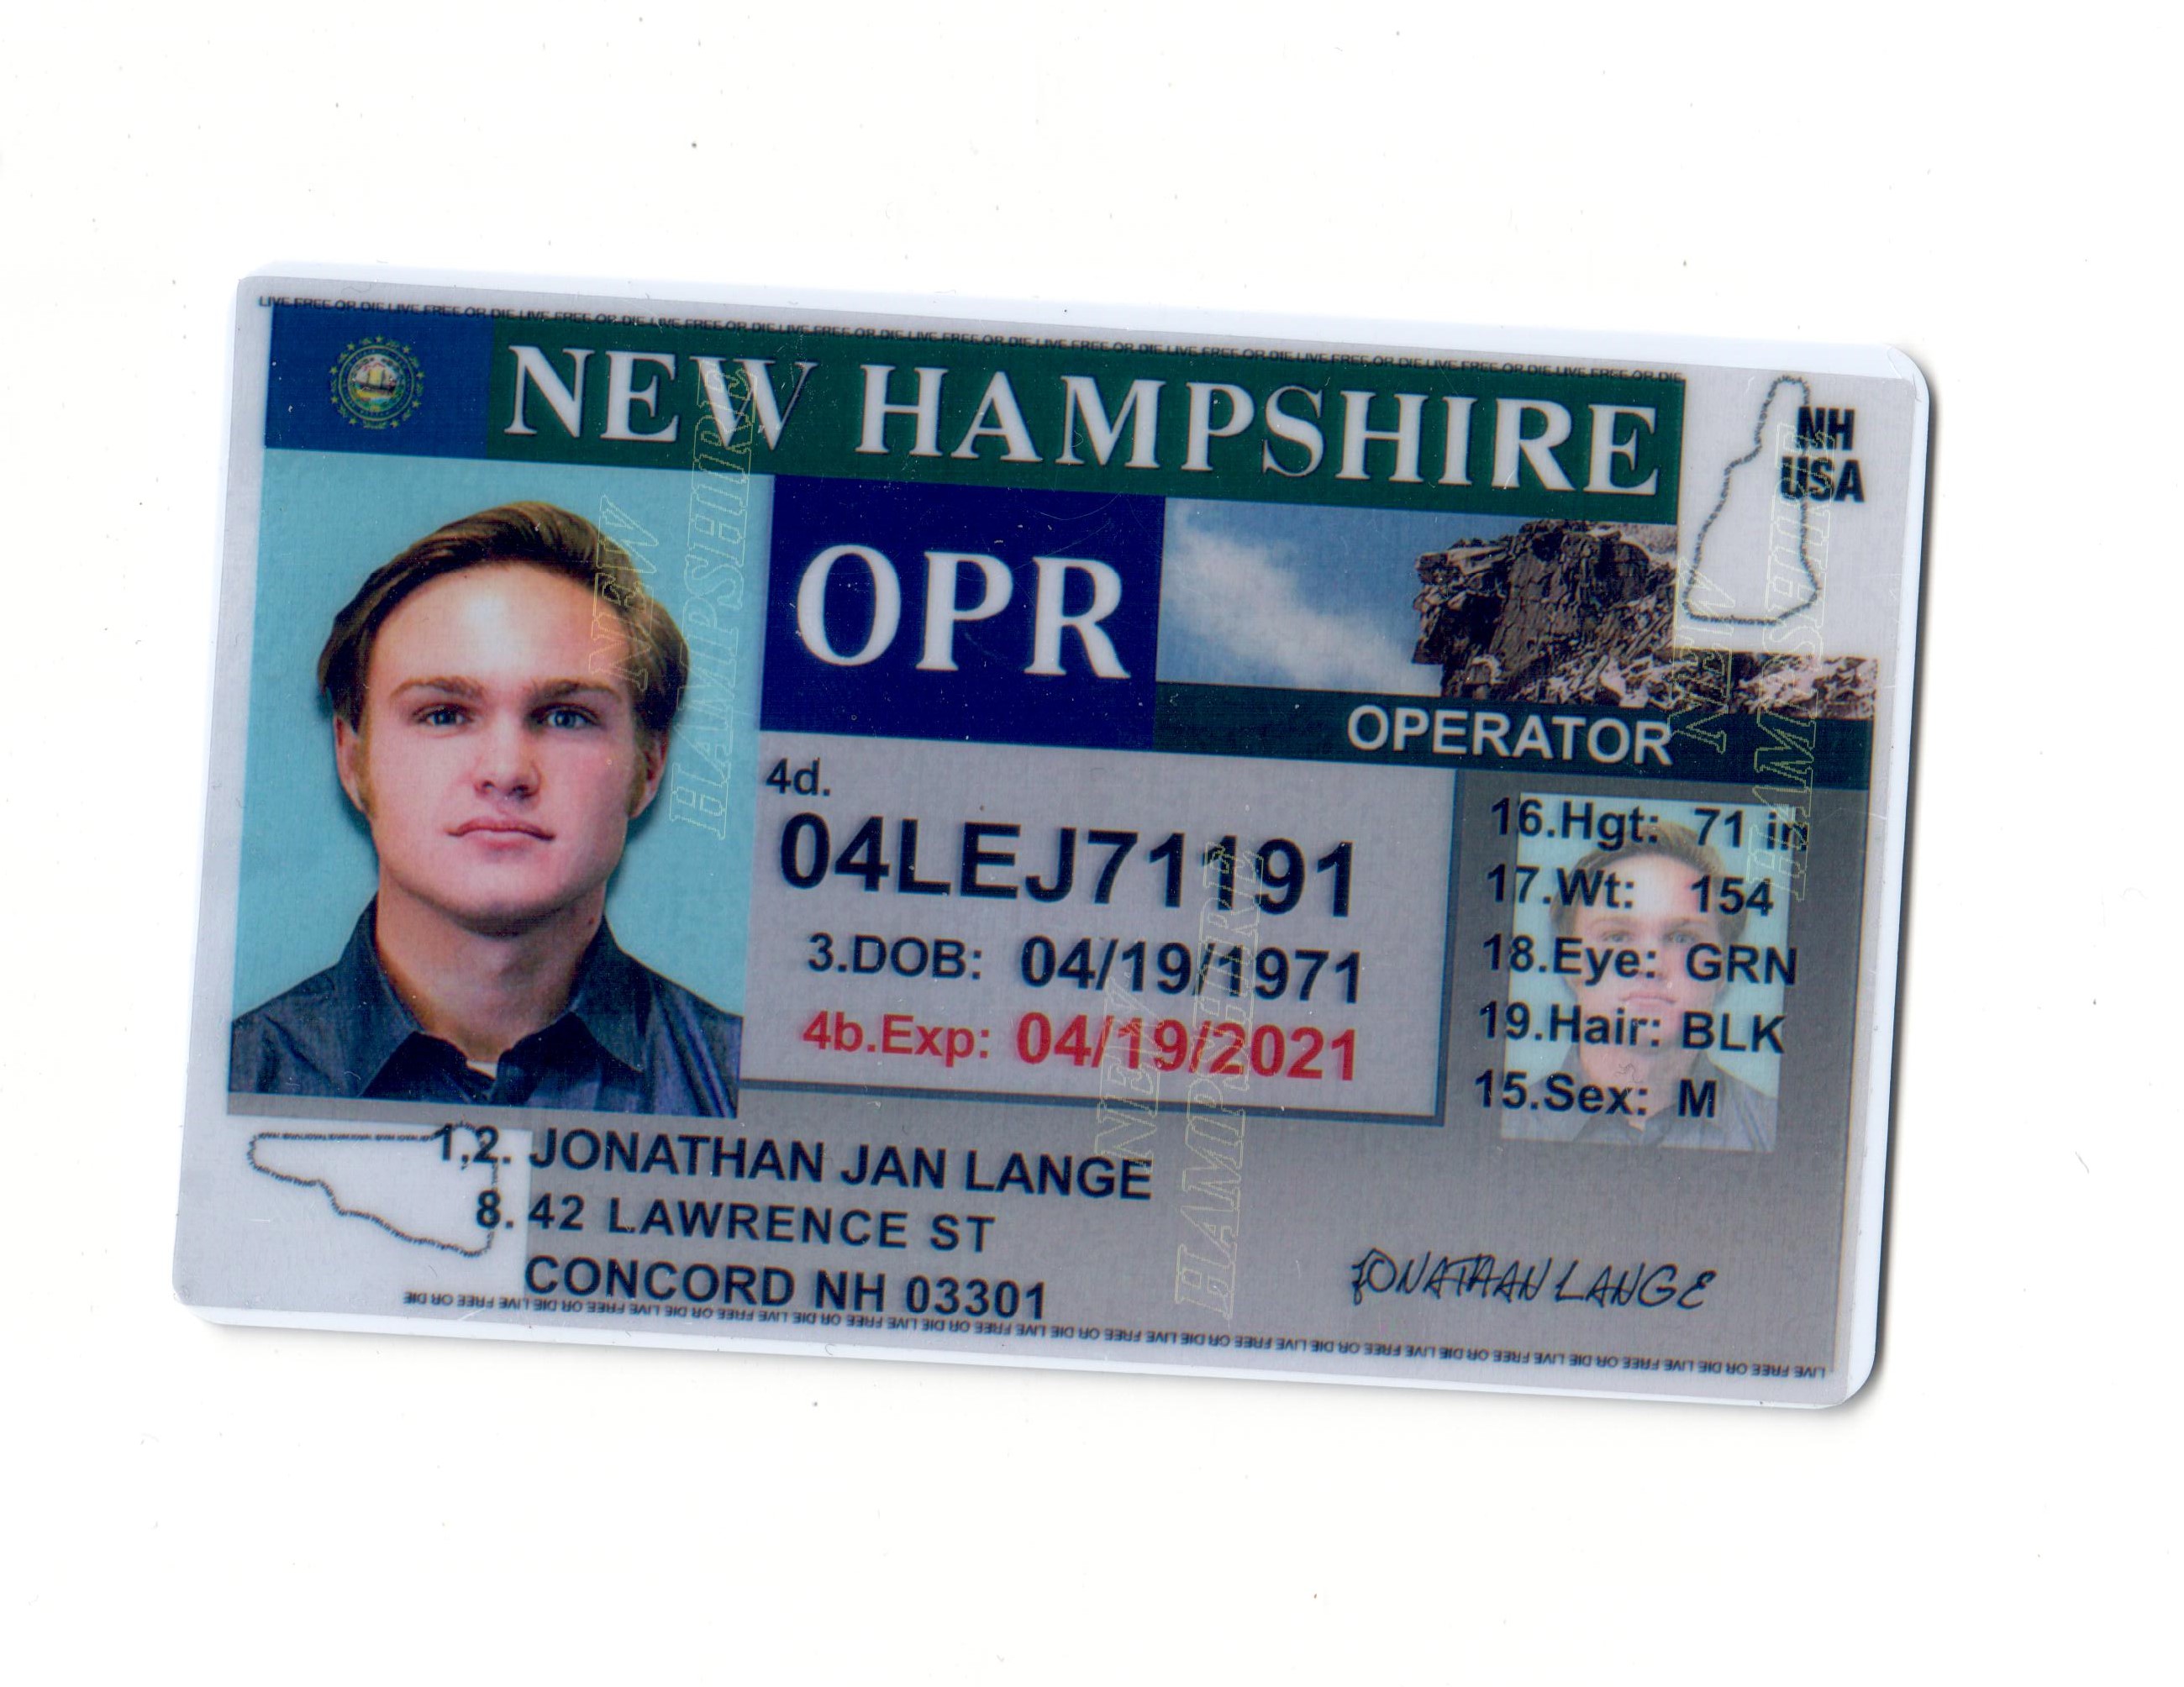 LIVE FREE OR DIE LIVE FREE OR DIE LIVE FREE OR DIE LIVE FREE OR DIE LIVE FREE OR DIE LIVE FREE OR DIE LIVE FREE OR DIE LIVE FREE OR DIE LIVE FREE OR DIE LIVE FREE OR DIE LIVE FREE OR DIE
NEW HAMPSHIRE
NH
USA
OPR
OPERATOR
4d.
04LEJ71191
3.DOB: 04/19/1971
4b.Exp: 04/19/2021
16.Hgt: 71 in
17.Wt: 154
18.Eye: GRN
19.Hair: BLK
15.Sex: M
1,2. JONATHAN JAN LANGE
8. 42 LAWRENCE ST
CONCORD NH 03301
JONATHAN LANGE
LIVE FREE OR DIE LIVE FREE OR DIE LIVE FREE OR DIE LIVE FREE OR DIE LIVE FREE OR DIE LIVE FREE OR DIE LIVE FREE OR DIE LIVE FREE OR DIE LIVE FREE OR DIE LIVE FREE OR DIE LIVE FREE OR DIE
NEW
HAMPSHIRE
NEW
HAMPSHIRE
NEW
HAMPSHIRE